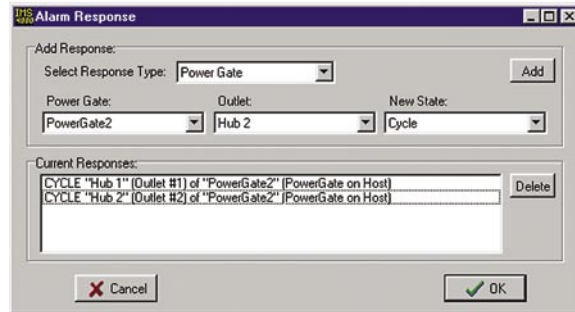 IMS
4000
Alarm Response
Add Response:
Select Response Type: Power Gate
Add
Power Gate: Outlet: New State:
PowerGate2 Hub 2 Cycle
Current Responses:
CYCLE "Hub 1" (Outlet #1) of "PowerGate2" (PowerGate on Host)
CYCLE "Hub 2" (Outlet #2) of "PowerGate2" (PowerGate on Host)
Delete
Cancel OK